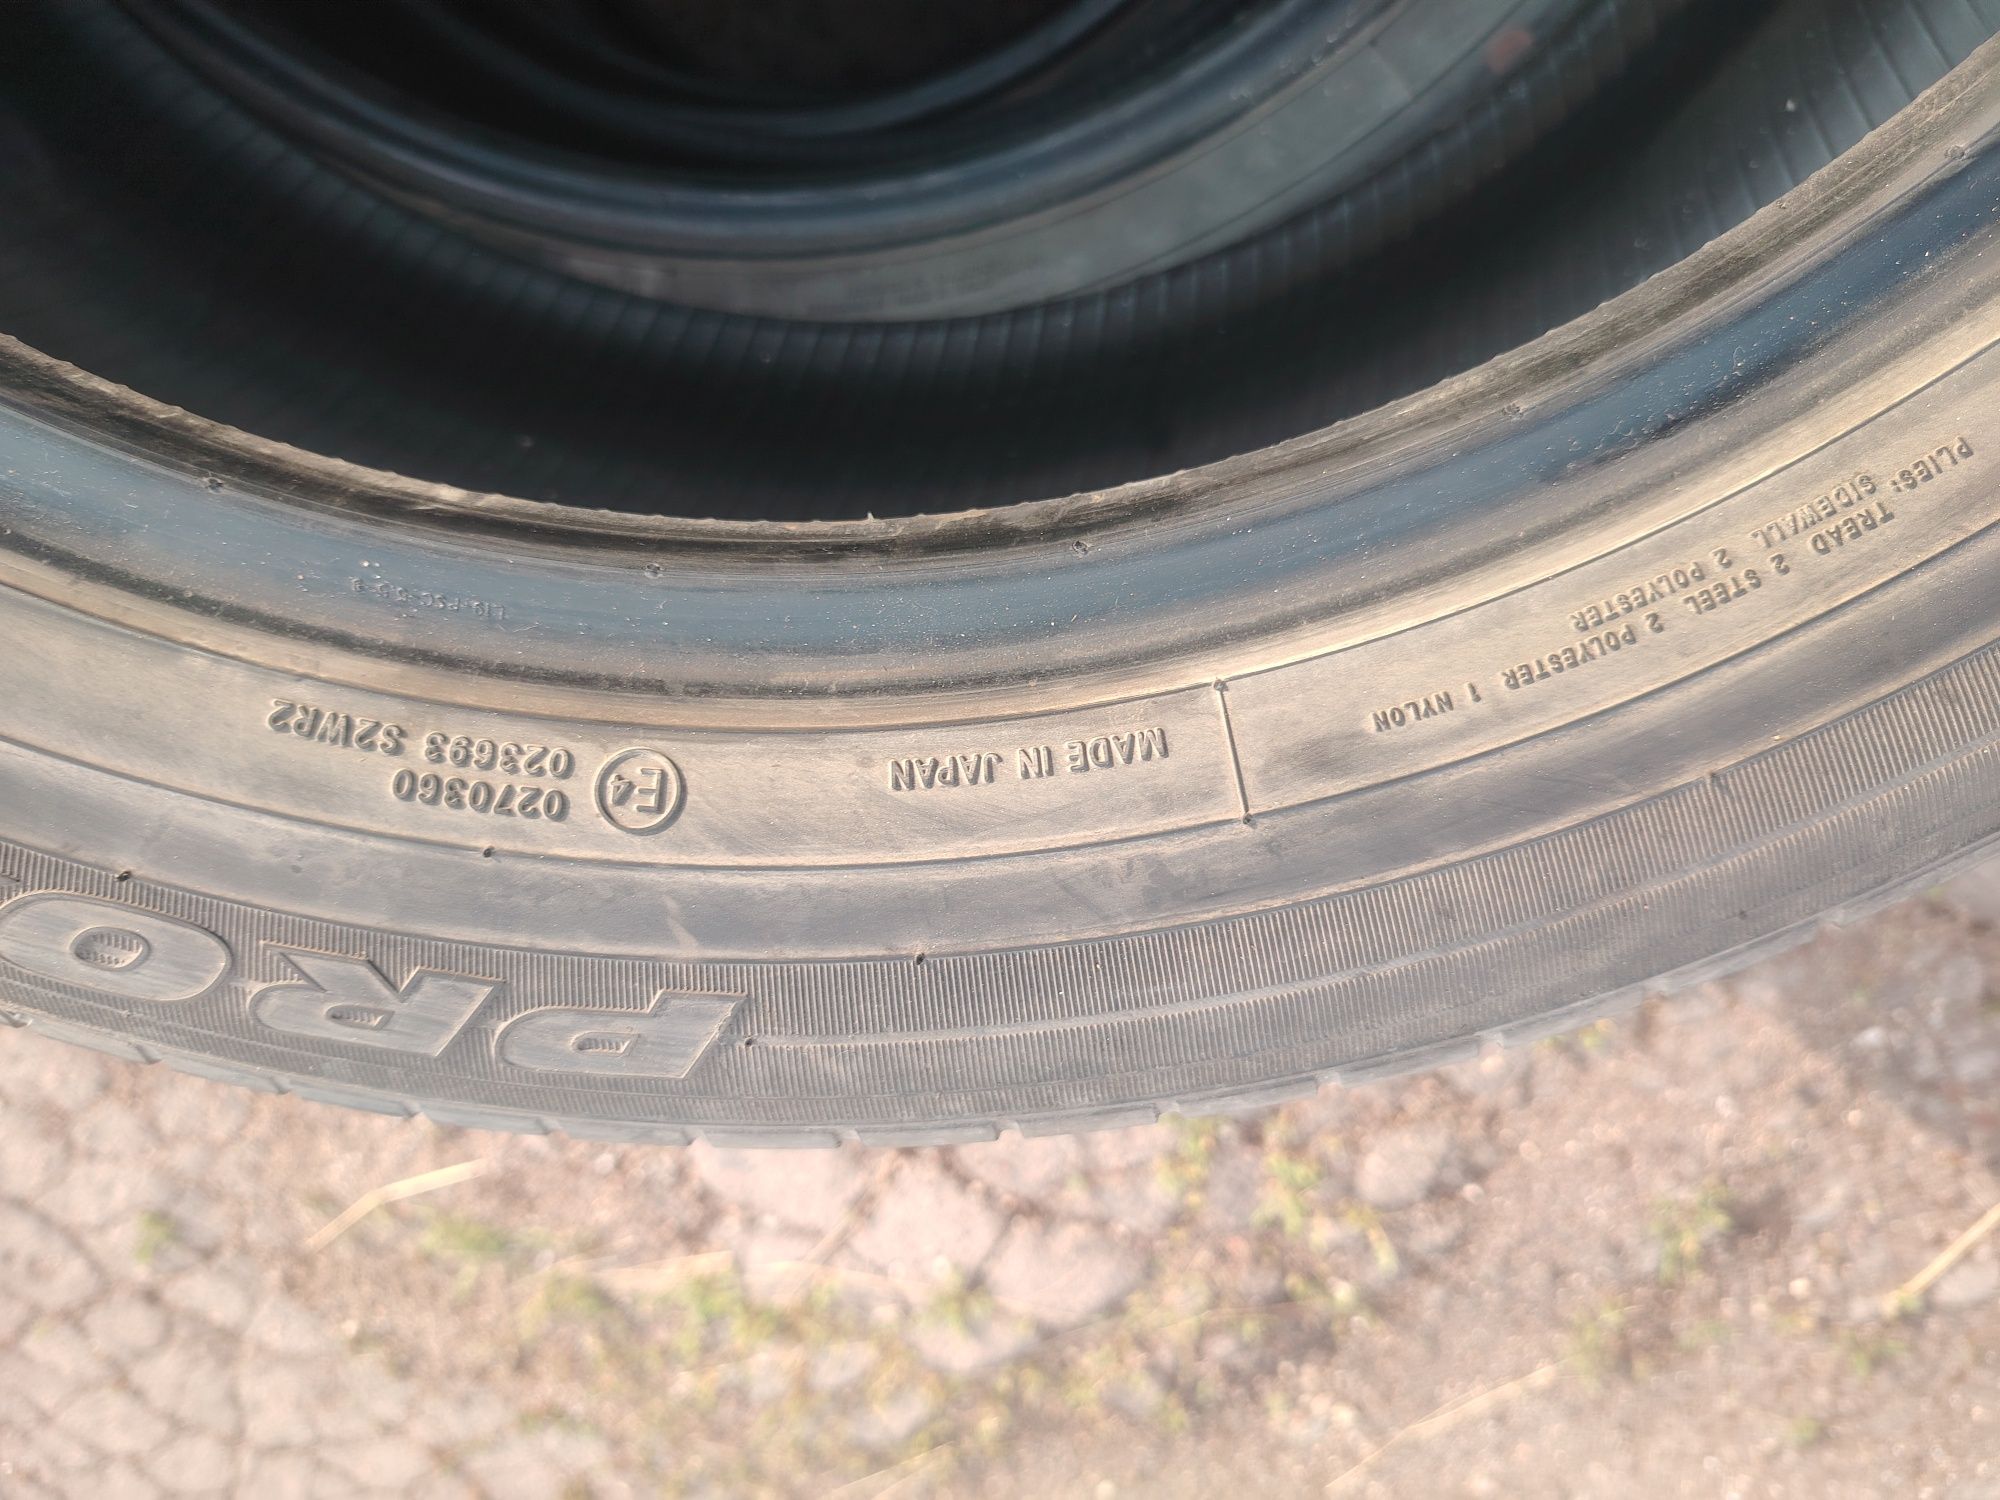 PLIES: SIDEWALL 2 POLYESTER
TREAD 2 STEEL 2 POLYESTER 1 NYLON
MADE IN JAPAN
E4
0270360
023693 S2WR2
PRO